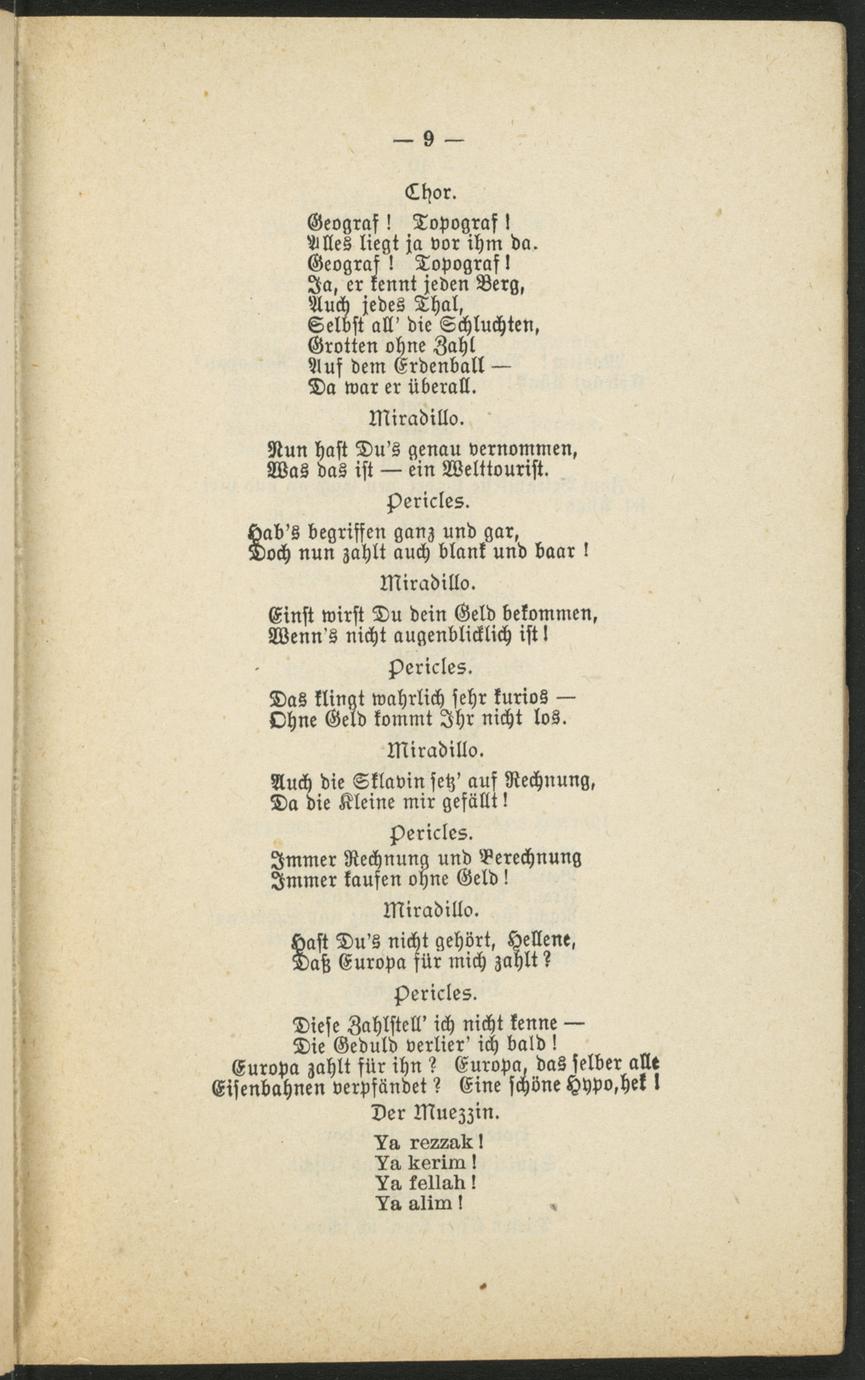 — 9 —
Chor.
Geograf! Topograf!
Alles liegt ja vor ihm da.
Geograf! Topograf!
Ja, er kennt jeden Berg,
Auch jedes Thal,
Selbst all' die Schluchten,
Grotten ohne Zahl
Auf dem Erdenball —
Da war er überall.
Miradillo.
Nun hast Du's genau vernommen,
Was das ist — ein Welttourist.
Pericles.
Hab's begriffen ganz und gar,
Doch nun zahlt auch blank und baar!
Miradillo.
Einst wirst Du dein Geld bekommen,
Wenn's nicht augenblicklich ist!
Pericles.
Das klingt wahrlich sehr kurios —
Ohne Geld kommt Ihr nicht los.
Miradillo.
Auch die Sklavin setz' auf Rechnung,
Da die Kleine mir gefällt!
Pericles.
Immer Rechnung und Berechnung
Immer kaufen ohne Geld!
Miradillo.
Hast Du's nicht gehört, Hellene,
Daß Europa für mich zahlt?
Pericles.
Diese Zahlstell' ich nicht kenne —
Die Geduld verlier' ich bald!
Europa zahlt für ihn? Europa, das selber alle
Eisenbahnen verpfändet? Eine schöne Hypo,hek!
Der Muezzin.
Ya rezzak!
Ya kerim!
Ya fellah!
Ya alim!